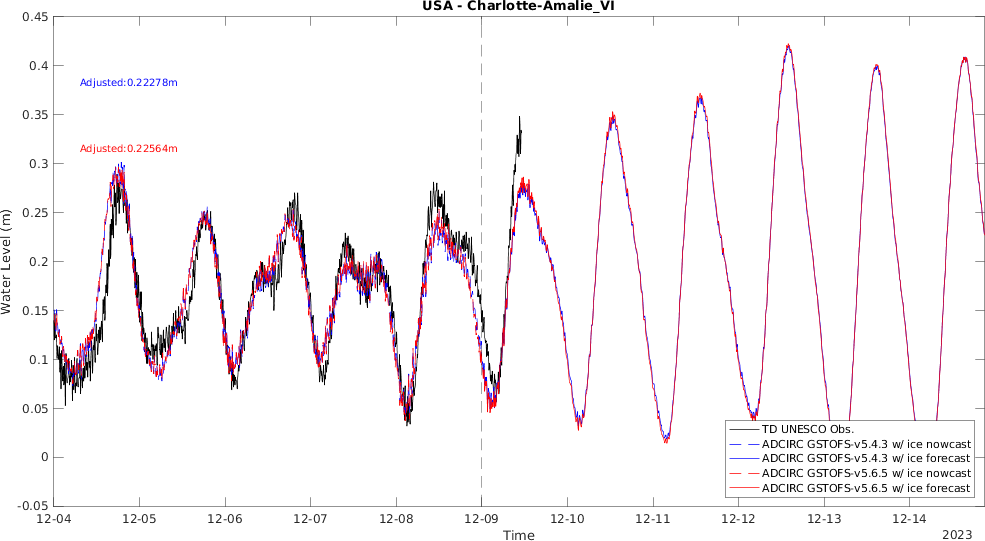 USA - Charlotte-Amalie_VI
0.45
0.4
0.35
0.3
0.25
0.2
0.15
0.1
0.05
0
-0.05
Water Level (m)
Adjusted:0.22278m
Adjusted:0.22564m
TD UNESCO Obs.
ADCIRC GSTOFS-v5.4.3 w/ ice nowcast
ADCIRC GSTOFS-v5.4.3 w/ ice forecast
ADCIRC GSTOFS-v5.6.5 w/ ice nowcast
ADCIRC GSTOFS-v5.6.5 w/ ice forecast
12-04 12-05 12-06 12-07 12-08 12-09 12-10 12-11 12-12 12-13 12-14
Time
2023